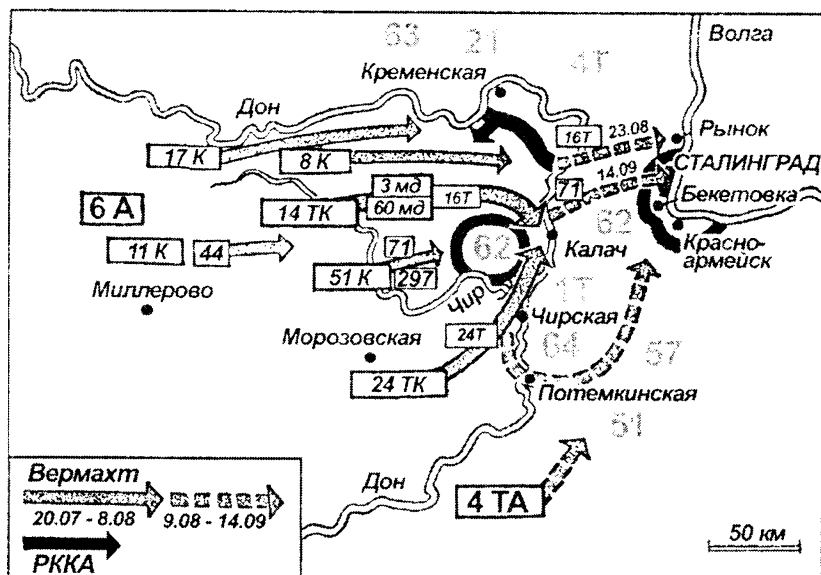 63
21
4Т
Волга
Кременская
Дон
16Т
23.08
Рынок
17 К
8 К
СТАЛИНГРАД
3 мд
14.09
71
6 А
60 мд
16Т
Бекетовка
14 ТК
62
11 К
44
71
62
Калач
Красно-
армейск
51 К
297
Миллерово
Чир
1Т
Чирская
Морозовская
24Т
64
57
24 ТК
Потемкинская
51
Вермахт
20.07 - 8.08
9.08 - 14.09
РККА
Дон
4 ТА
50 км